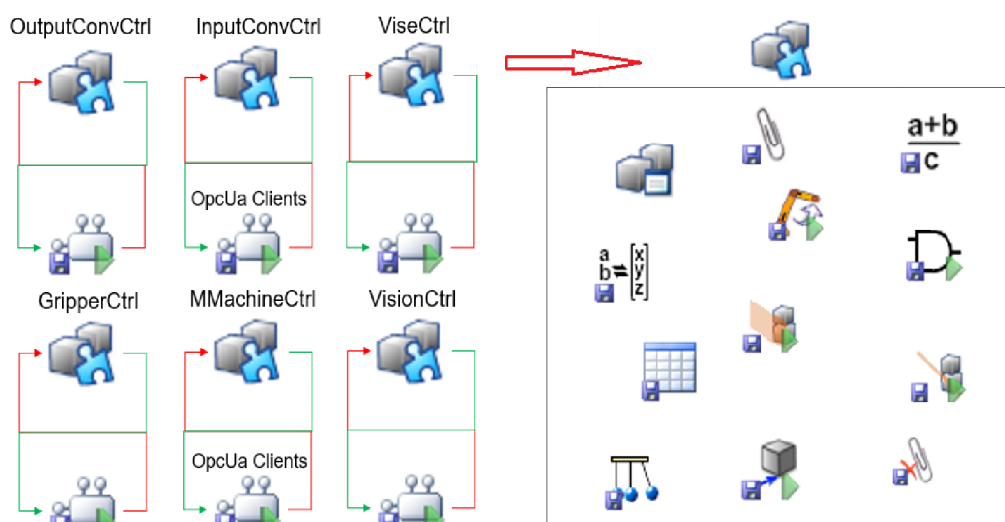 OutputConvCtrl
InputConvCtrl
ViseCtrl
OpcUa Clients
GripperCtrl
MMachineCtrl
VisionCtrl
OpcUa Clients
a+b
c
a
b
x
y
z